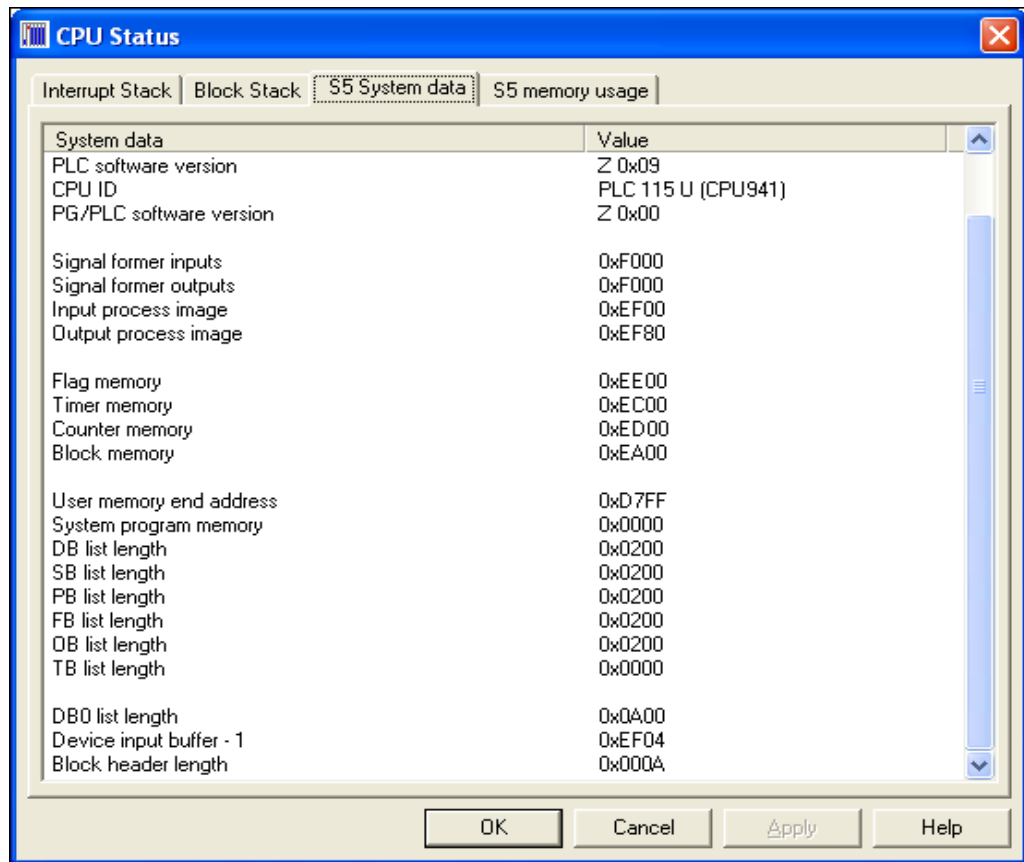 CPU Status
Interrupt Stack Block Stack S5 System data S5 memory usage
System data Value
PLC software version Z 0x09
CPU ID PLC 115 U (CPU941)
PG/PLC software version Z 0x00
Signal former inputs 0xF000
Signal former outputs 0xF000
Input process image 0xEF00
Output process image 0xEF80
Flag memory 0xEE00
Timer memory 0xEC00
Counter memory 0xED00
Block memory 0xEA00
User memory end address 0xD7FF
System program memory 0x0000
DB list length 0x0200
SB list length 0x0200
PB list length 0x0200
FB list length 0x0200
OB list length 0x0200
TB list length 0x0000
DB0 list length 0x0A00
Device input buffer - 1 0xEF04
Block header length 0x000A
OK Cancel Apply Help